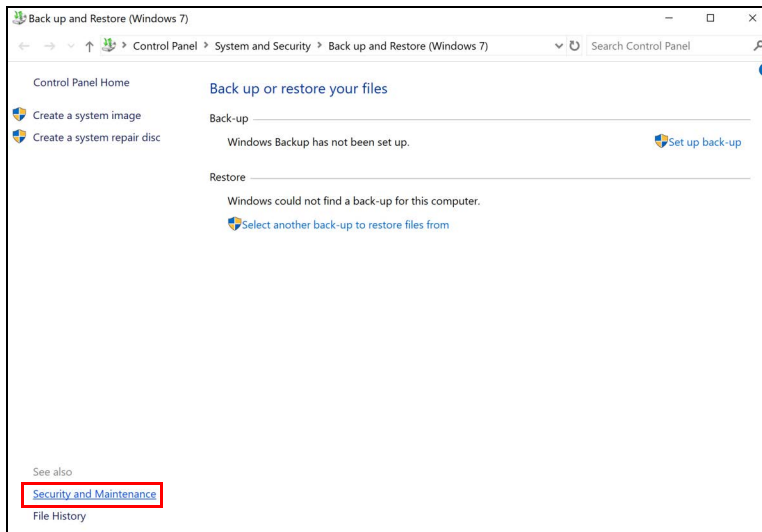 Back up and Restore (Windows 7)
Control Panel > System and Security > Back up and Restore (Windows 7)
Search Control Panel
Control Panel Home
Create a system image
Create a system repair disc
Back up or restore your files
Back-up
Windows Backup has not been set up.
Set up back-up
Restore
Windows could not find a back-up for this computer.
Select another back-up to restore files from
See also
Security and Maintenance
File History